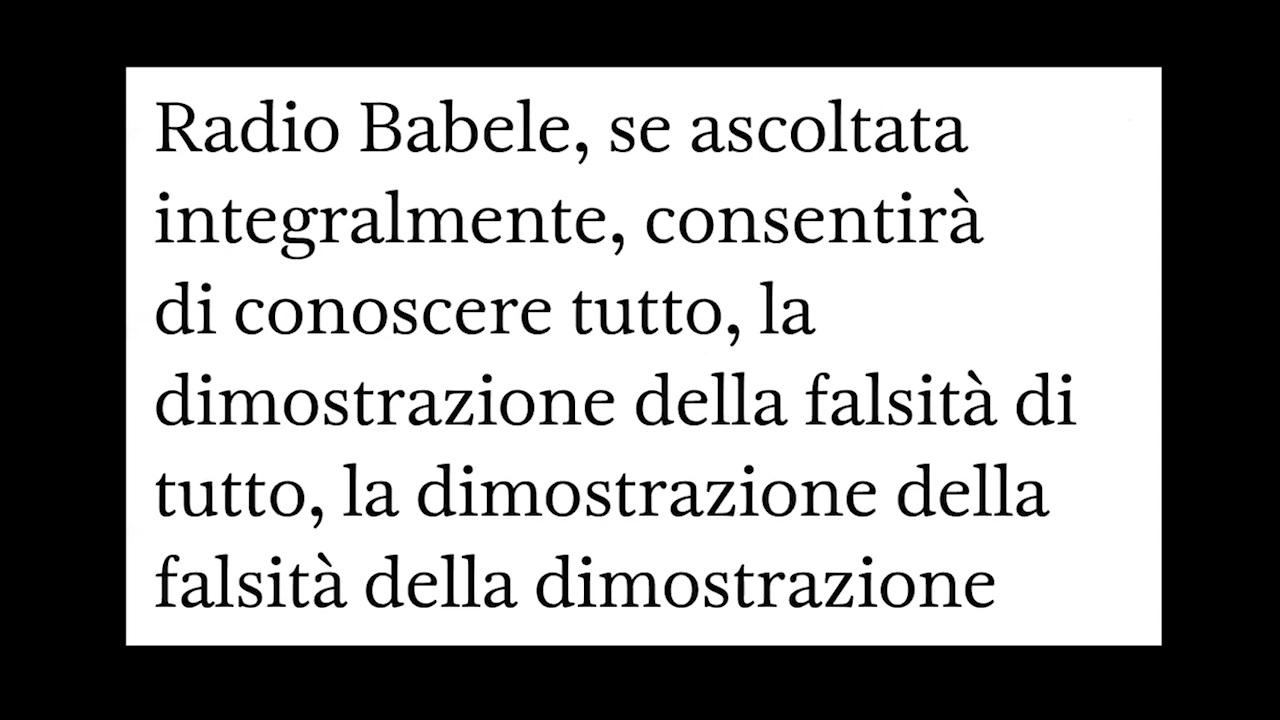 Radio Babele, se ascoltata
integralmente, consentirà
di conoscere tutto, la
dimostrazione della falsità di
tutto, la dimostrazione della
falsità della dimostrazione